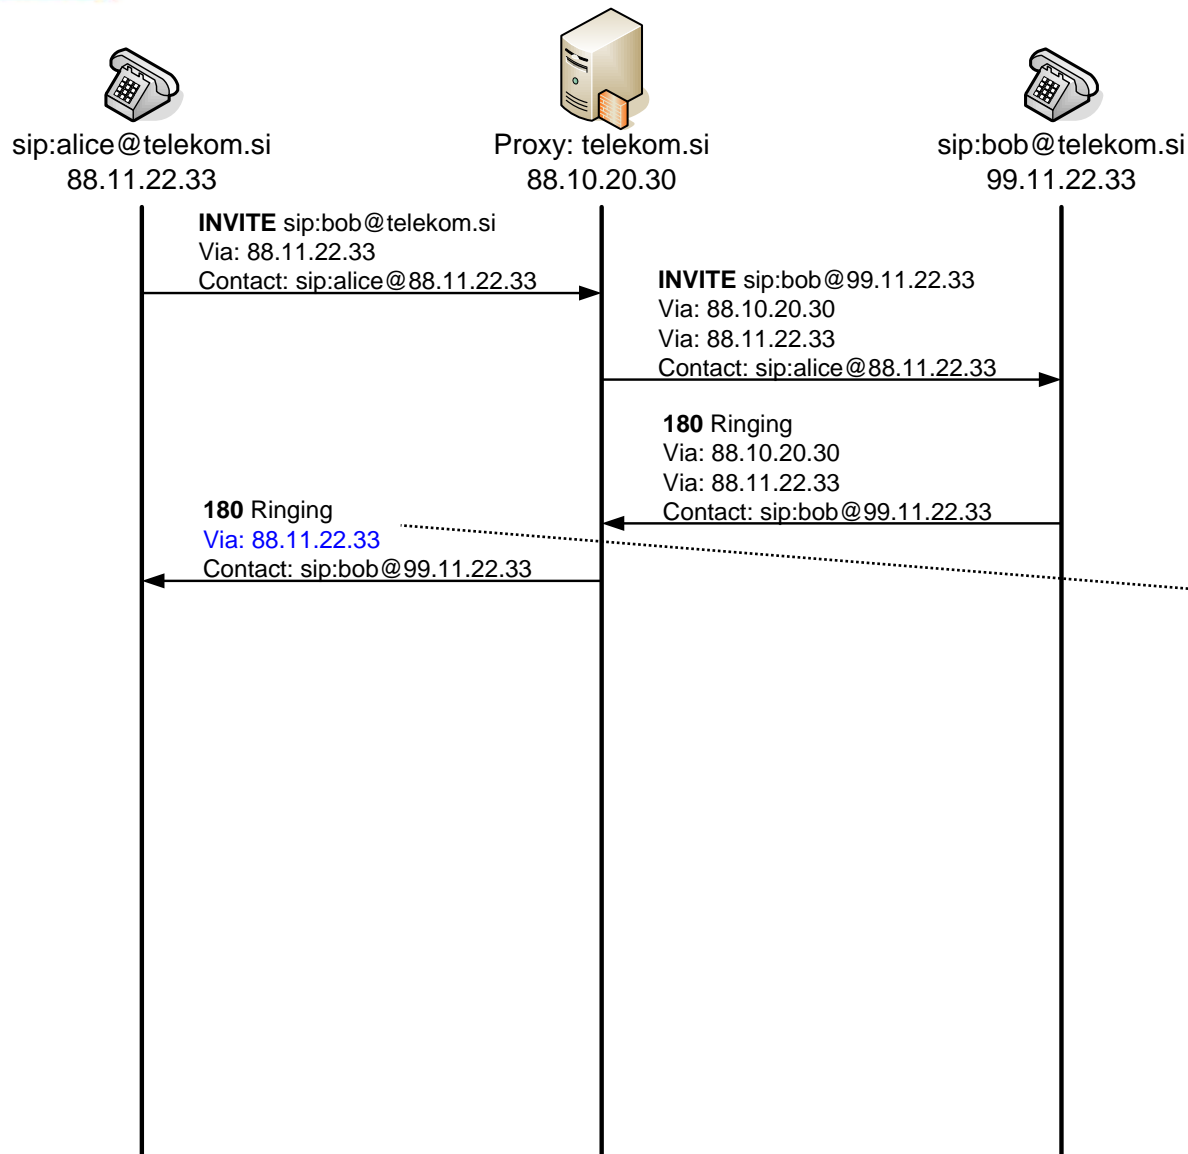 sip:alice@telekom.si
88.11.22.33
Proxy: telekom.si
88.10.20.30
sip:bob@telekom.si
99.11.22.33
INVITE sip:bob@telekom.si
Via: 88.11.22.33
Contact: sip:alice@88.11.22.33
INVITE sip:bob@99.11.22.33
Via: 88.10.20.30
Via: 88.11.22.33
Contact: sip:alice@88.11.22.33
180 Ringing
Via: 88.10.20.30
Via: 88.11.22.33
Contact: sip:bob@99.11.22.33
180 Ringing
Via: 88.11.22.33
Contact: sip:bob@99.11.22.33